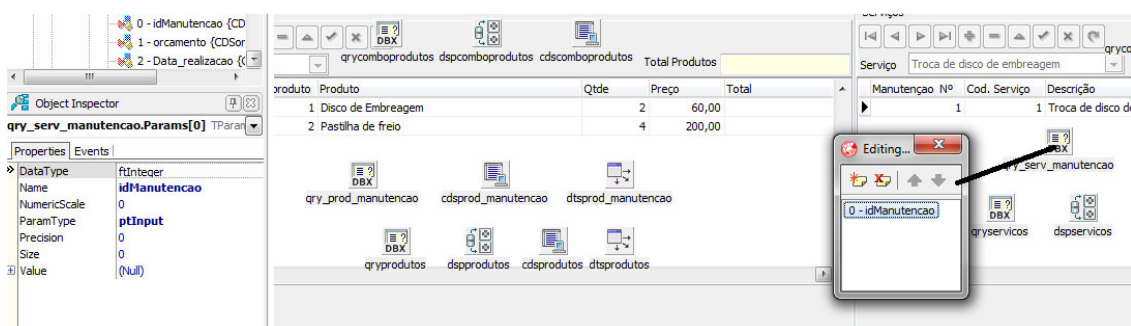 0 - idManutencao {CD
1 - orcamento {CDSor
2 - Data_realizacao {(
Object Inspector
qry_serv_manutencao.Params[0] TParan
Properties Events
DataType ftInteger
Name idManutencao
NumericScale 0
ParamType ptInput
Precision 0
Size 0
Value (Null)
DBX
qrycomboprodutos dspcomboprodutos cdscomboprodutos Total Produtos
produto Produto Qtde Preço Total
1 Disco de Embreagem 2 60,00
2 Pastilha de freio 4 200,00
DBX
qry_prod_manutencao cdsprod_manutencao dtsprod_manutencao
DBX
qryprodutos dspprodutos cdsprodutos dtsprodutos
Editing...
0 - idManutencao
Serviços
qryco
Serviço Troca de disco de embreagem
Manutençao Nº Cod. Serviço Descrição
1 1 Troca de disco de
BX
qry_serv_manutencao
DBX
qryservicos dspservicos